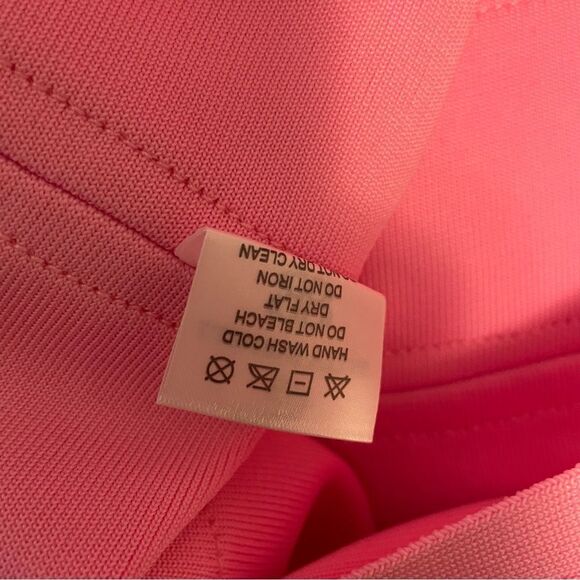 HAND WASH COLD
DO NOT BLEACH
DRY FLAT
DO NOT IRON
DO NOT DRY CLEAN